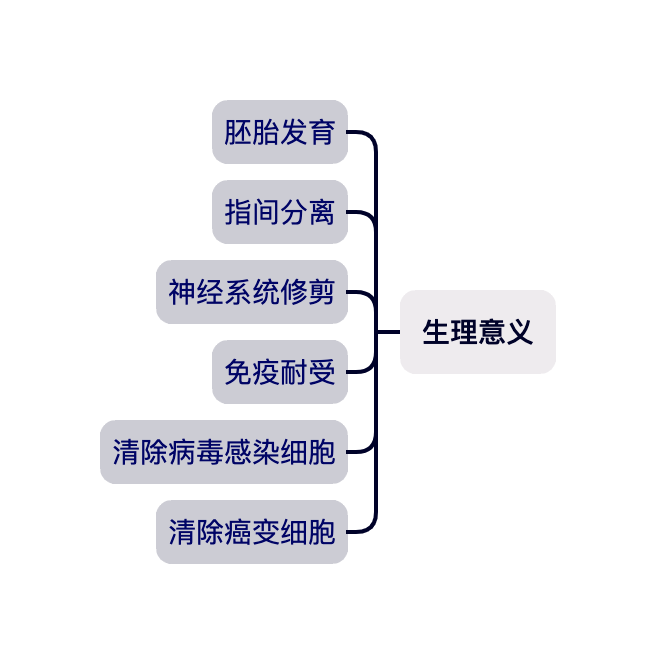 胚胎发育
指间分离
神经系统修剪
免疫耐受
清除病毒感染细胞
清除癌变细胞
生理意义